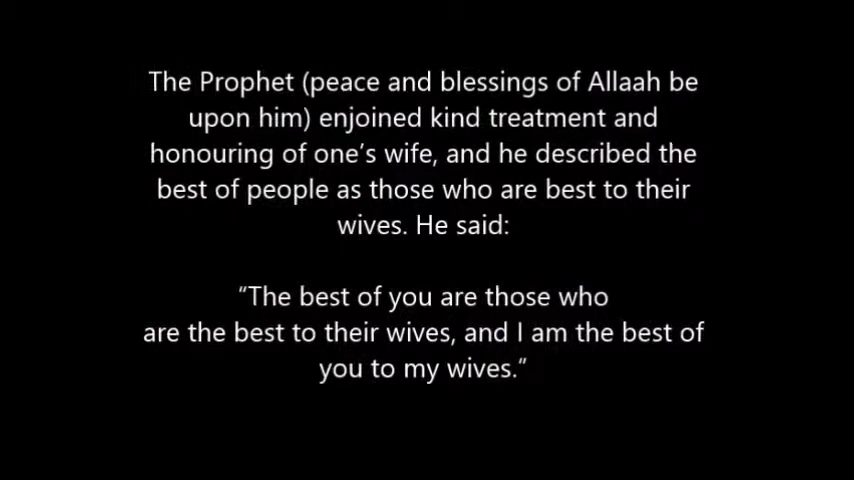 The Prophet (peace and blessings of Allaah be
upon him) enjoined kind treatment and
honouring of one’s wife, and he described the
best of people as those who are best to their
wives. He said:
“The best of you are those who
are the best to their wives, and I am the best of
you to my wives.”